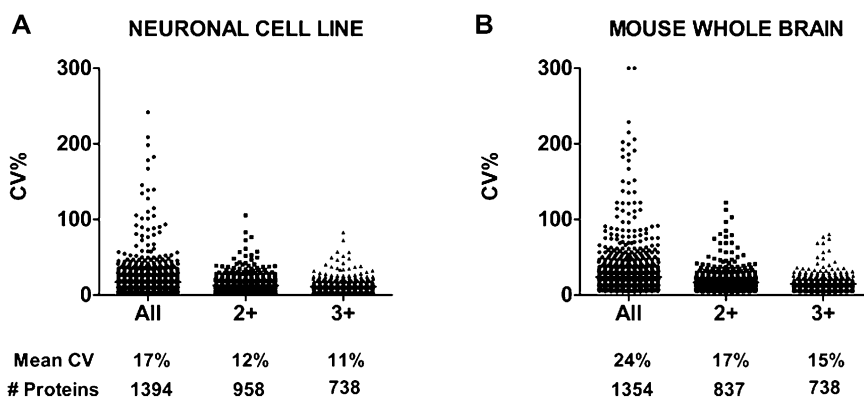 A NEURONAL CELL LINE
300
200
100
0
CV%
All 2+ 3+
Mean CV 17% 12% 11%
# Proteins 1394 958 738
B MOUSE WHOLE BRAIN
300
200
100
0
CV%
All 2+ 3+
24% 17% 15%
1354 837 738